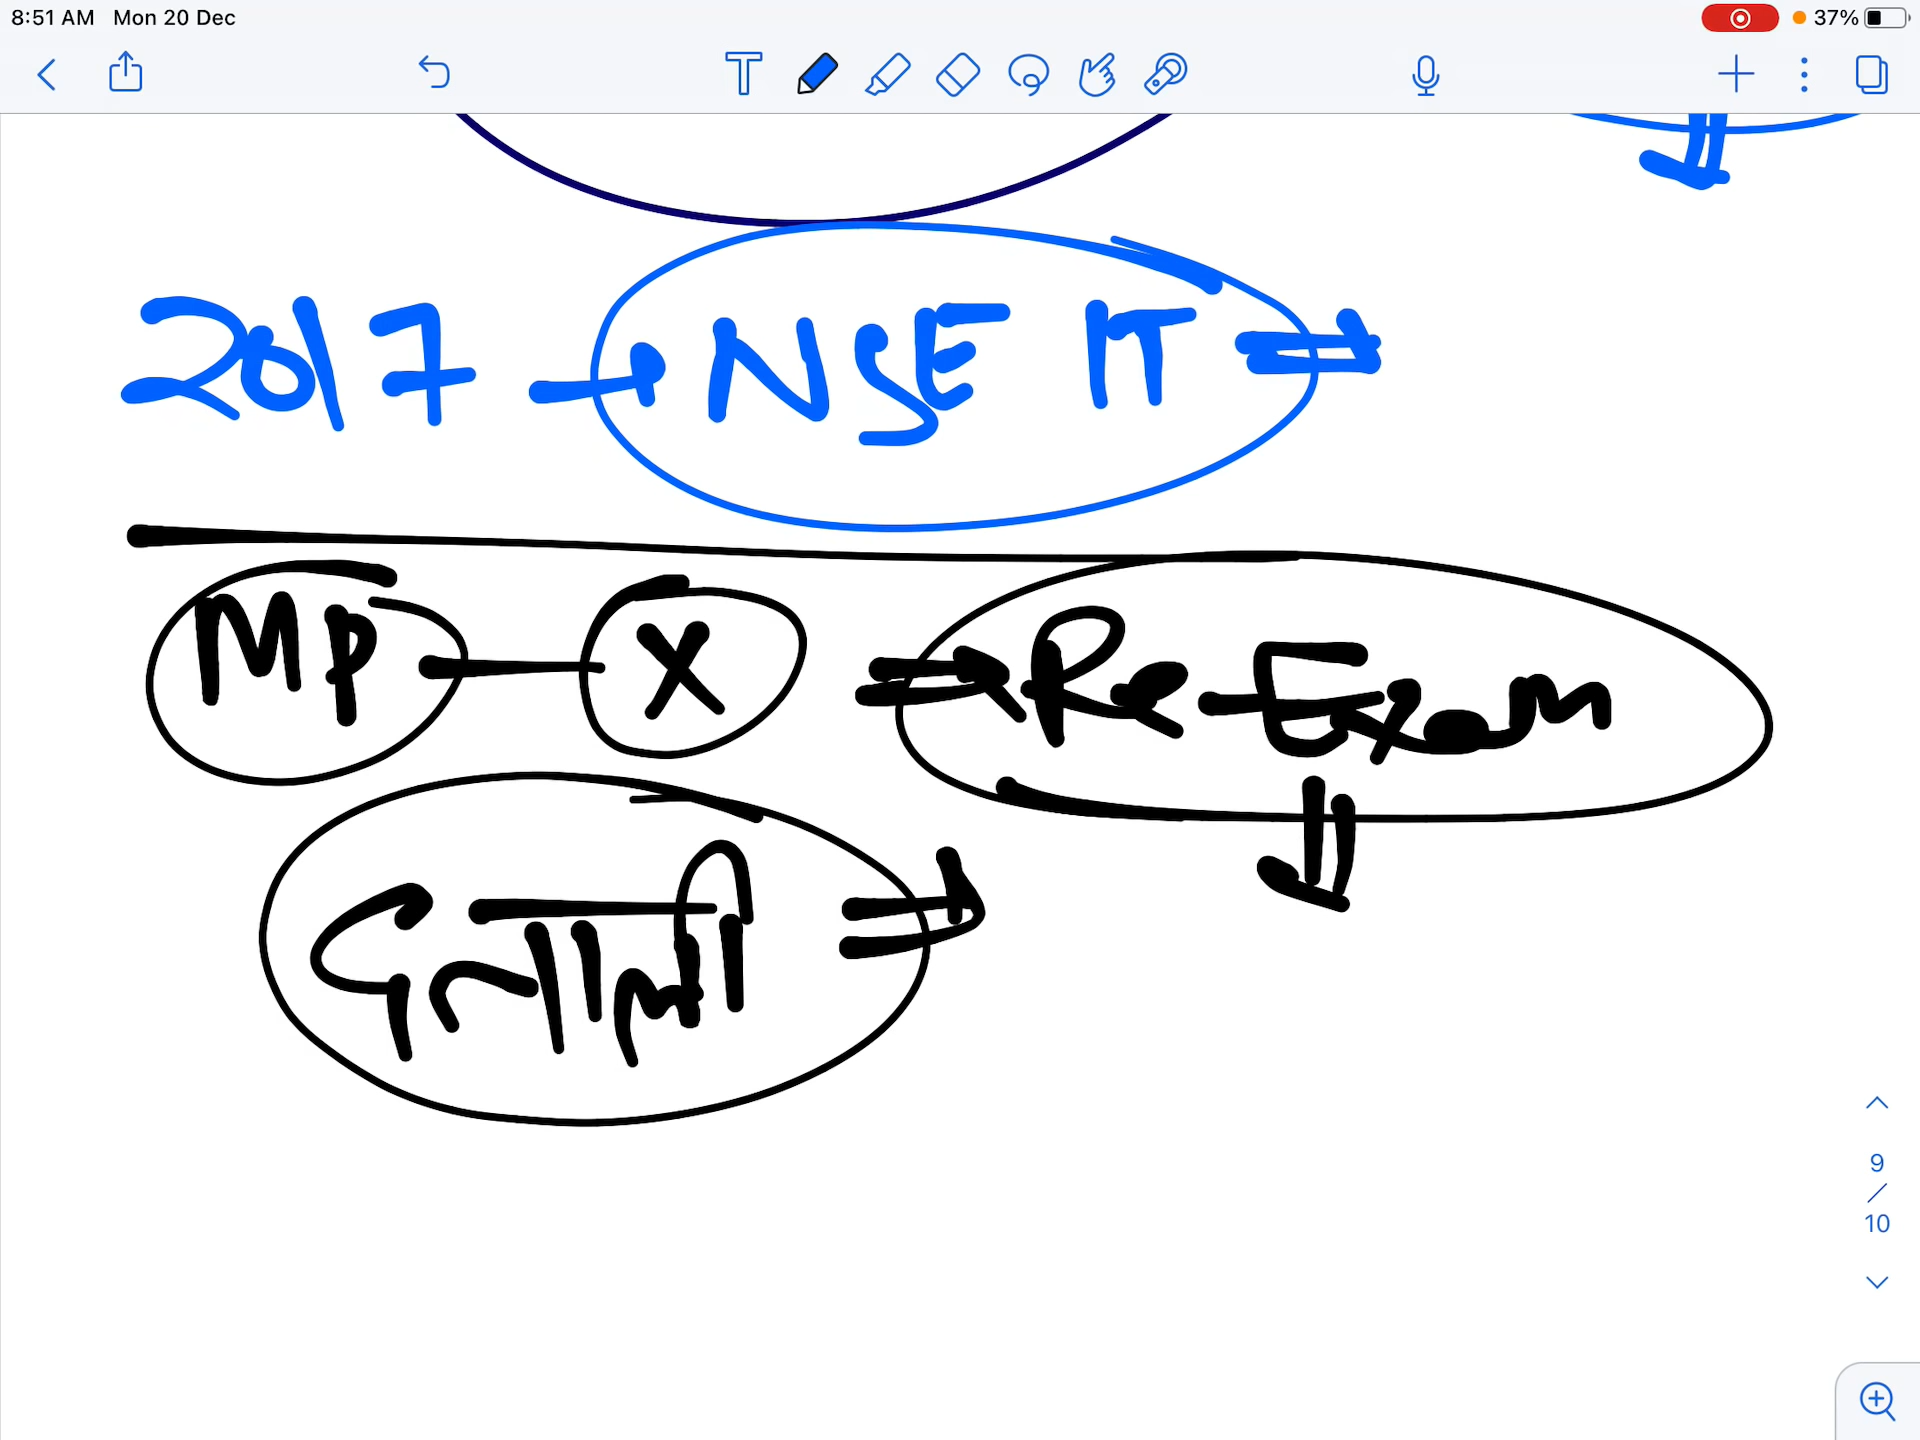 8:51 AM Mon 20 Dec
37%
T
2017 → NSE IT ⇒
MP — X ⇒ Re-Exam
9
/
10